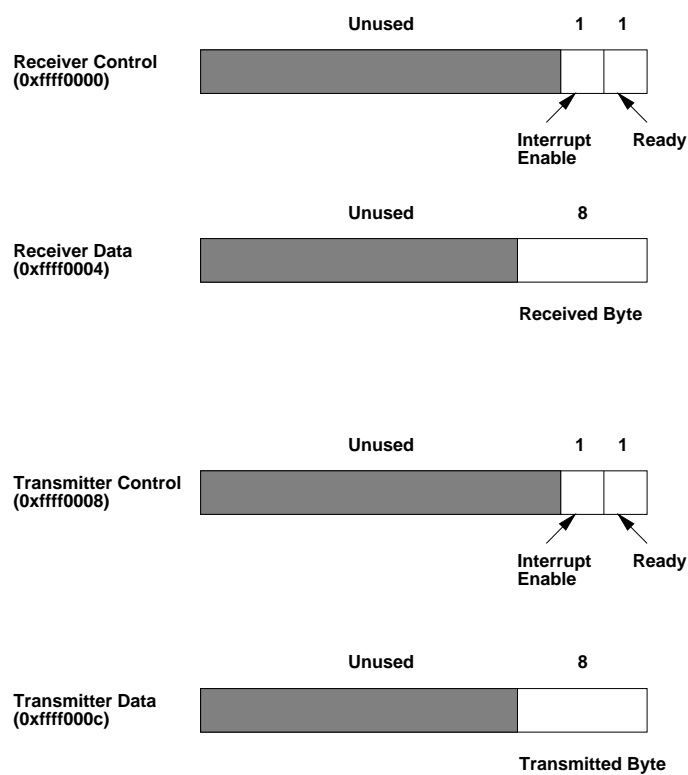 Unused 1 1
Receiver Control
(0xffff0000)
Interrupt
Enable
Ready
Unused 8
Receiver Data
(0xffff0004)
Received Byte
Unused 1 1
Transmitter Control
(0xffff0008)
Interrupt
Enable
Ready
Unused 8
Transmitter Data
(0xffff000c)
Transmitted Byte